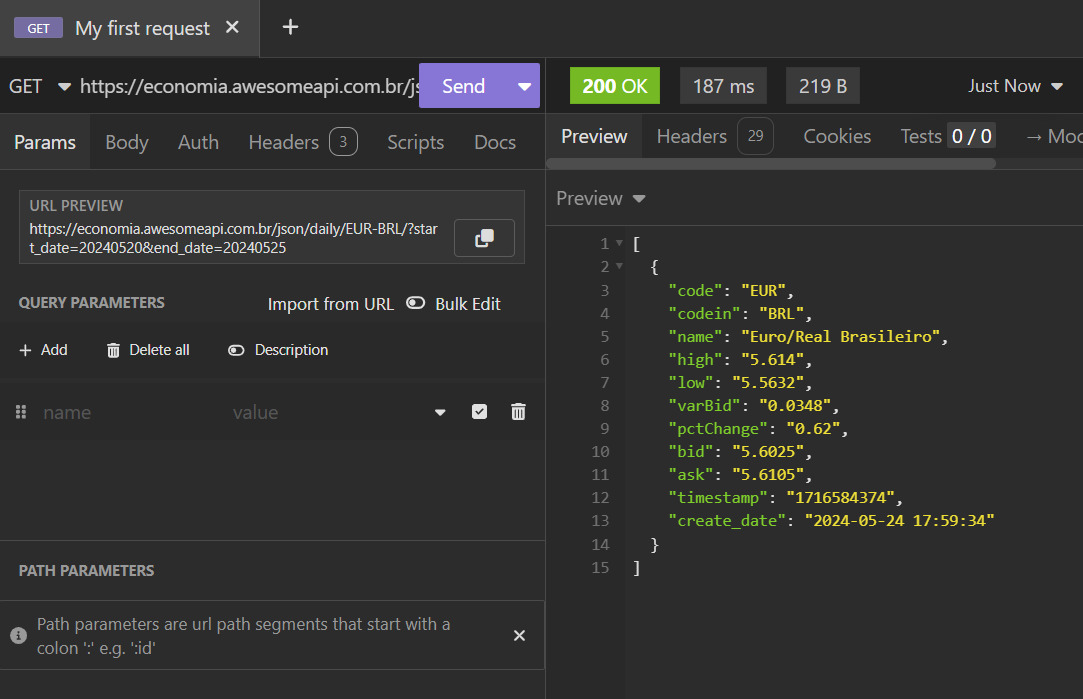 GET My first request
GET https://economia.awesomeapi.com.br/js Send
200 OK 187 ms 219 B Just Now
Params Body Auth Headers 3 Scripts Docs
Preview Headers 29 Cookies Tests 0 / 0 → Moc
URL PREVIEW
https://economia.awesomeapi.com.br/json/daily/EUR-BRL/?star
t_date=20240520&end_date=20240525
QUERY PARAMETERS Import from URL Bulk Edit
+ Add Delete all Description
name value
PATH PARAMETERS
Path parameters are url path segments that start with a
colon ':' e.g. ':id'
Preview
1 [
2 {
3 "code": "EUR",
4 "codein": "BRL",
5 "name": "Euro/Real Brasileiro",
6 "high": "5.614",
7 "low": "5.5632",
8 "varBid": "0.0348",
9 "pctChange": "0.62",
10 "bid": "5.6025",
11 "ask": "5.6105",
12 "timestamp": "1716584374",
13 "create_date": "2024-05-24 17:59:34"
14 }
15 ]